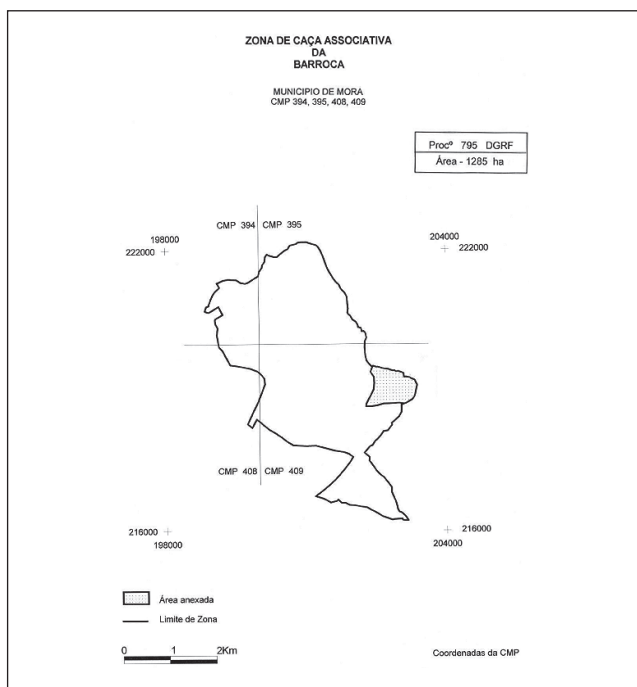 ZONA DE CAÇA ASSOCIATIVA
DA
BARROCA
MUNICIPIO DE MORA
CMP 394, 395, 408, 409
Procº 795 DGRF
Área - 1285 ha
CMP 394 CMP 395
198000
222000
204000
222000
CMP 408 CMP 409
216000
198000
216000
204000
Área anexada
Limite de Zona
0 1 2Km
Coordenadas da CMP